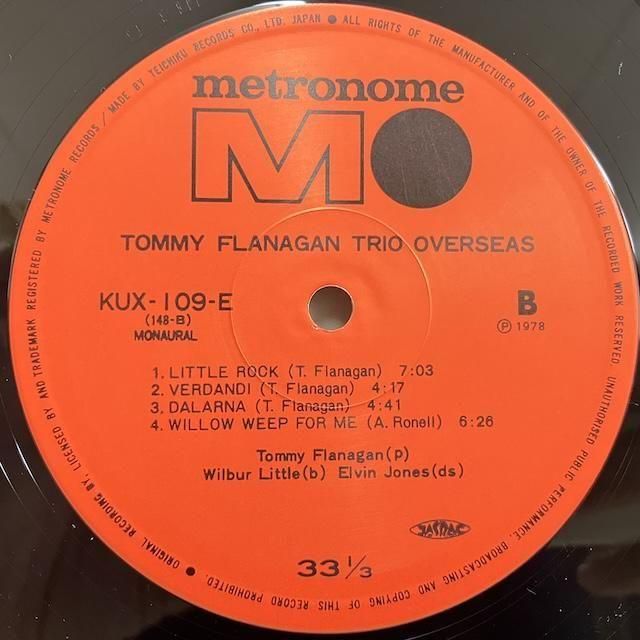 ORIGINAL RECORDING BY, LICENSED BY AND TRADEMARK REGISTERED BY METRONOME RECORDS / MADE BY TEICHIKU RECORDS CO., LTD. JAPAN ● ALL RIGHTS OF THE MANUFACTURER AND OF THE OWNER OF THE RECORDED WORK RESERVED. UNAUTHORISED PUBLIC PERFORMANCE, BROADCASTING AND COPYING OF THIS RECORD PROHIBITED. ●
metronome
MO
TOMMY FLANAGAN TRIO OVERSEAS
KUX-109-E
(148-B)
MONAURAL
B
Ⓟ 1978
1. LITTLE ROCK (T. Flanagan) 7:03
2. VERDANDI (T. Flanagan) 4:17
3. DALARNA (T. Flanagan) 4:41
4. WILLOW WEEP FOR ME (A. Ronell) 6:26
Tommy Flanagan(p)
Wilbur Little(b) Elvin Jones(ds)
JASRAC
33 1/3